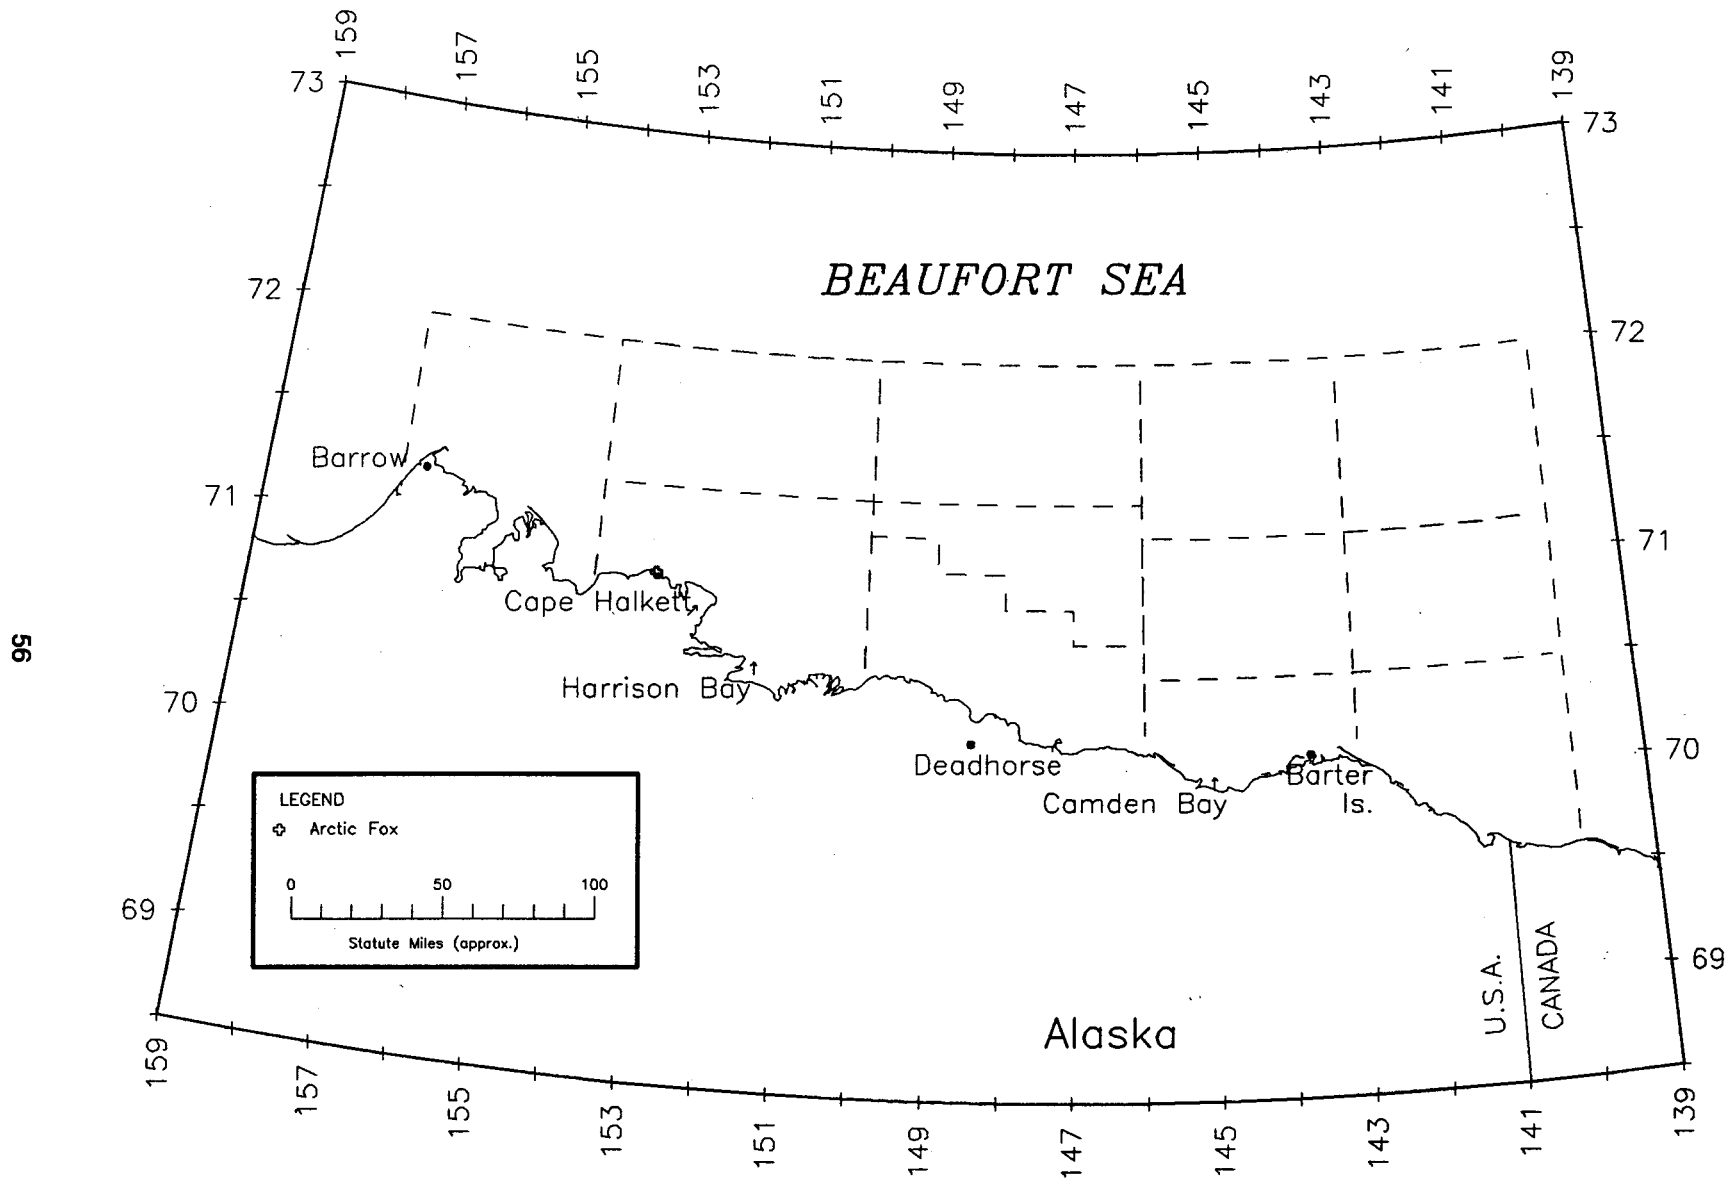 159
157
155
153
151
149
147
145
143
141
139
73
73
BEAUFORT SEA
72
72
Barrow
71
71
Cape Halkett
56
Harrison Bay
70
70
Deadhorse
Barter
Is.
Camden Bay
LEGEND
Arctic Fox
0 50 100
Statute Miles (approx.)
69
69
U.S.A.
CANADA
Alaska
159
157
155
153
151
149
147
145
143
141
139